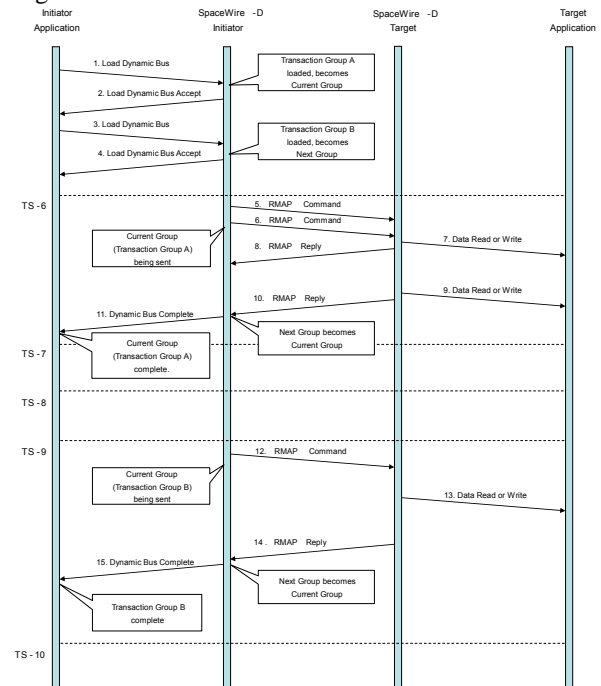 Initiator
Application
SpaceWire -D
Initiator
SpaceWire -D
Target
Target
Application
1. Load Dynamic Bus
Transaction Group A
loaded, becomes
Current Group
2. Load Dynamic Bus Accept
3. Load Dynamic Bus
Transaction Group B
loaded, becomes
Next Group
4. Load Dynamic Bus Accept
TS - 6
5. RMAP Command
6. RMAP Command
Current Group
(Transaction Group A)
being sent
7. Data Read or Write
8. RMAP Reply
9. Data Read or Write
10. RMAP Reply
11. Dynamic Bus Complete
Next Group becomes
Current Group
Current Group
(Transaction Group A)
complete.
TS - 7
TS - 8
TS - 9
12. RMAP Command
Current Group
(Transaction Group B)
being sent
13. Data Read or Write
14 . RMAP Reply
15. Dynamic Bus Complete
Next Group becomes
Current Group
Transaction Group B
complete
TS - 10